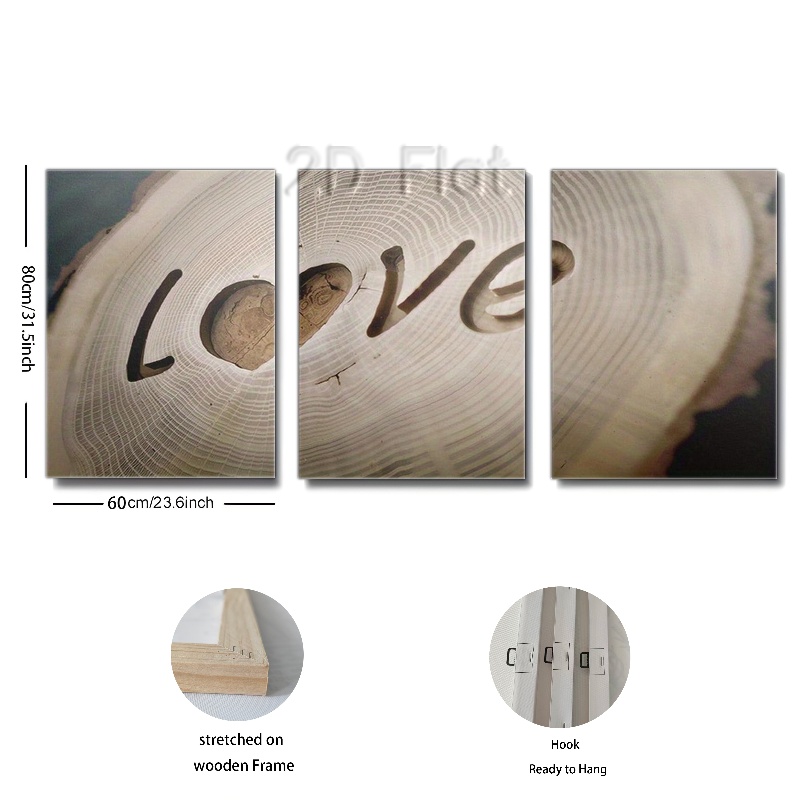 2D Flat
LOVe
80cm/31.5inch
60cm/23.6inch
stretched on
wooden Frame
Hook
Ready to Hang